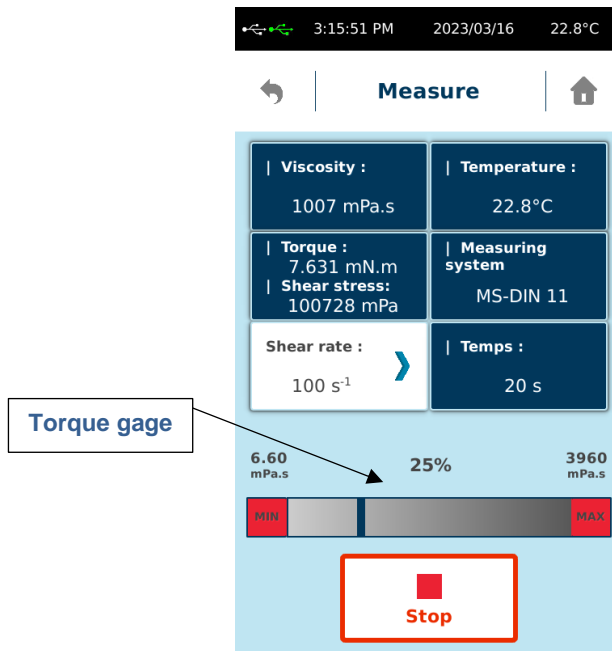 3:15:51 PM 2023/03/16 22.8°C
Measure
| Viscosity :
1007 mPa.s
| Temperature :
22.8°C
| Torque :
7.631 mN.m
| Shear stress:
100728 mPa
| Measuring
system
MS-DIN 11
Shear rate :
100 s⁻¹
| Temps :
20 s
Torque gage
6.60
mPa.s
25%
3960
mPa.s
MIN
MAX
Stop